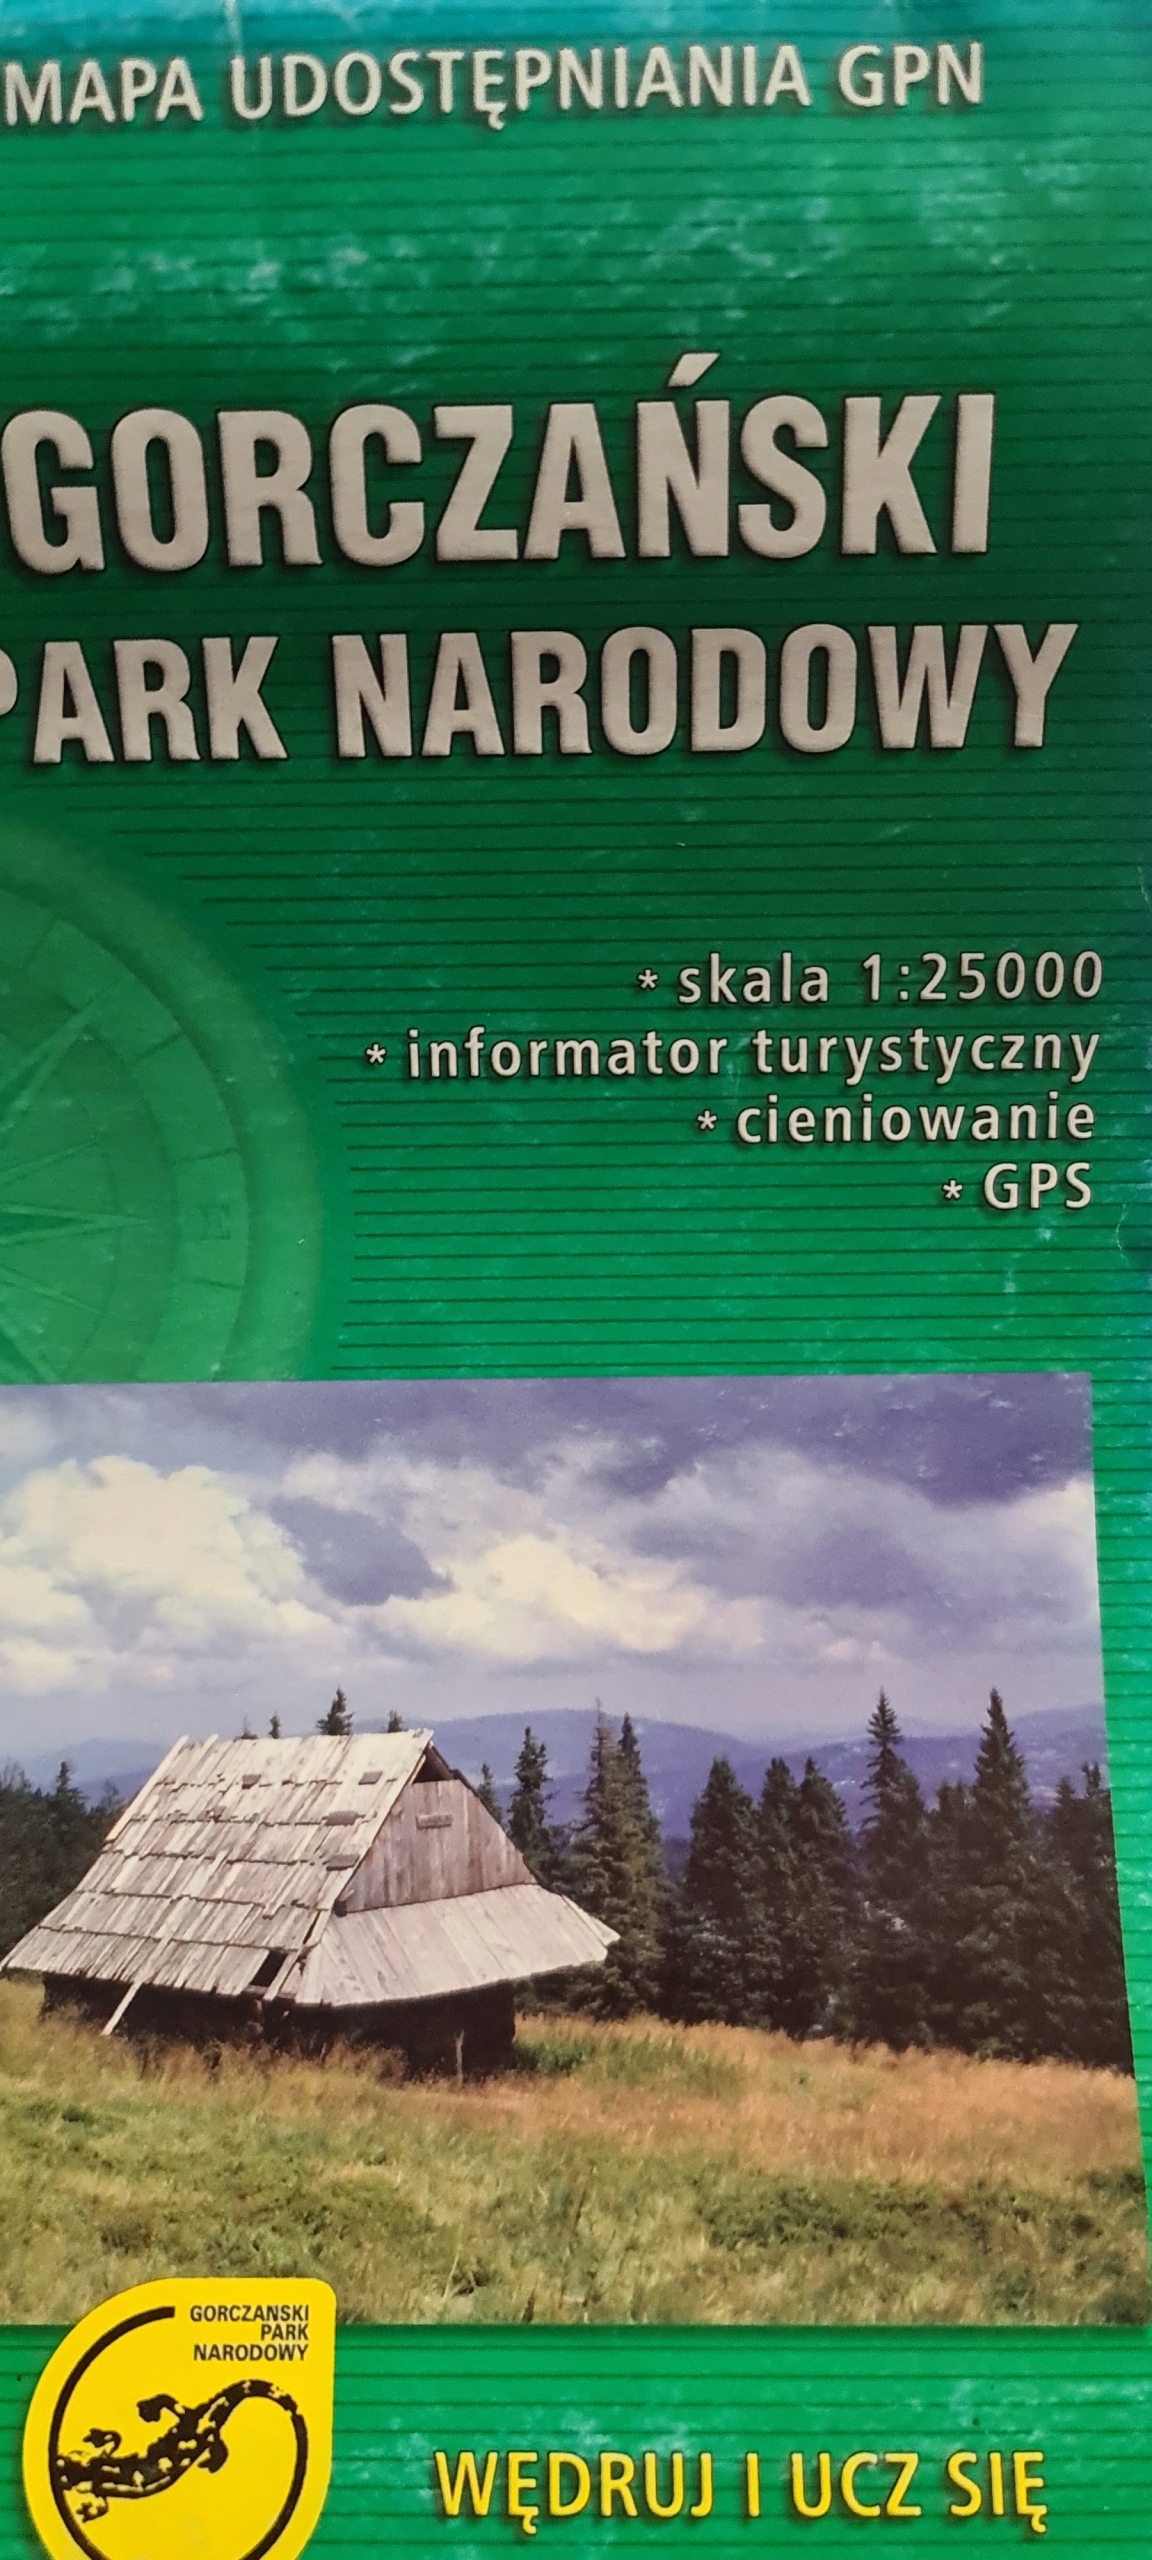 MAPA UDOSTĘPNIANIA GPN
GORCZAŃSKI
PARK NARODOWY
* skala 1:25000
* informator turystyczny
* cieniowanie
* GPS
E
GORCZANSKI
PARK
NARODOWY
WĘDRUJ I UCZ SIĘ